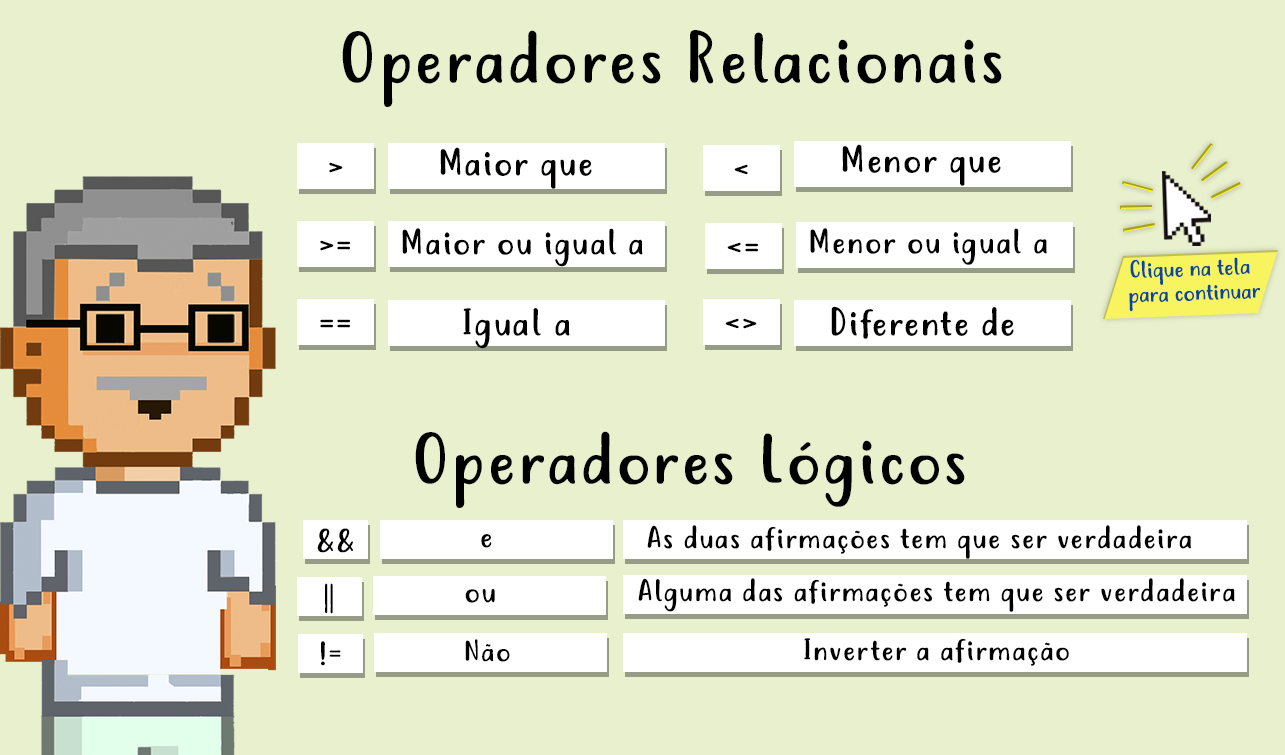 Operadores Relacionais
> Maior que < Menor que
>= Maior ou igual a <= Menor ou igual a
== Igual a <> Diferente de
Clique na tela
para continuar
Operadores Lógicos
&& e As duas afirmações tem que ser verdadeira
|| ou Alguma das afirmações tem que ser verdadeira
!= Não Inverter a afirmação